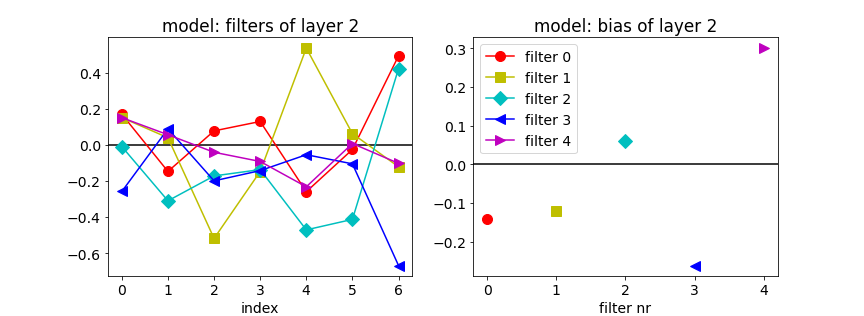 model: filters of layer 2
0.4
0.2
0.0
−0.2
−0.4
−0.6
0 1 2 3 4 5 6
index
model: bias of layer 2
0.3
0.2
0.1
0.0
−0.1
−0.2
filter 0
filter 1
filter 2
filter 3
filter 4
0 1 2 3 4
filter nr